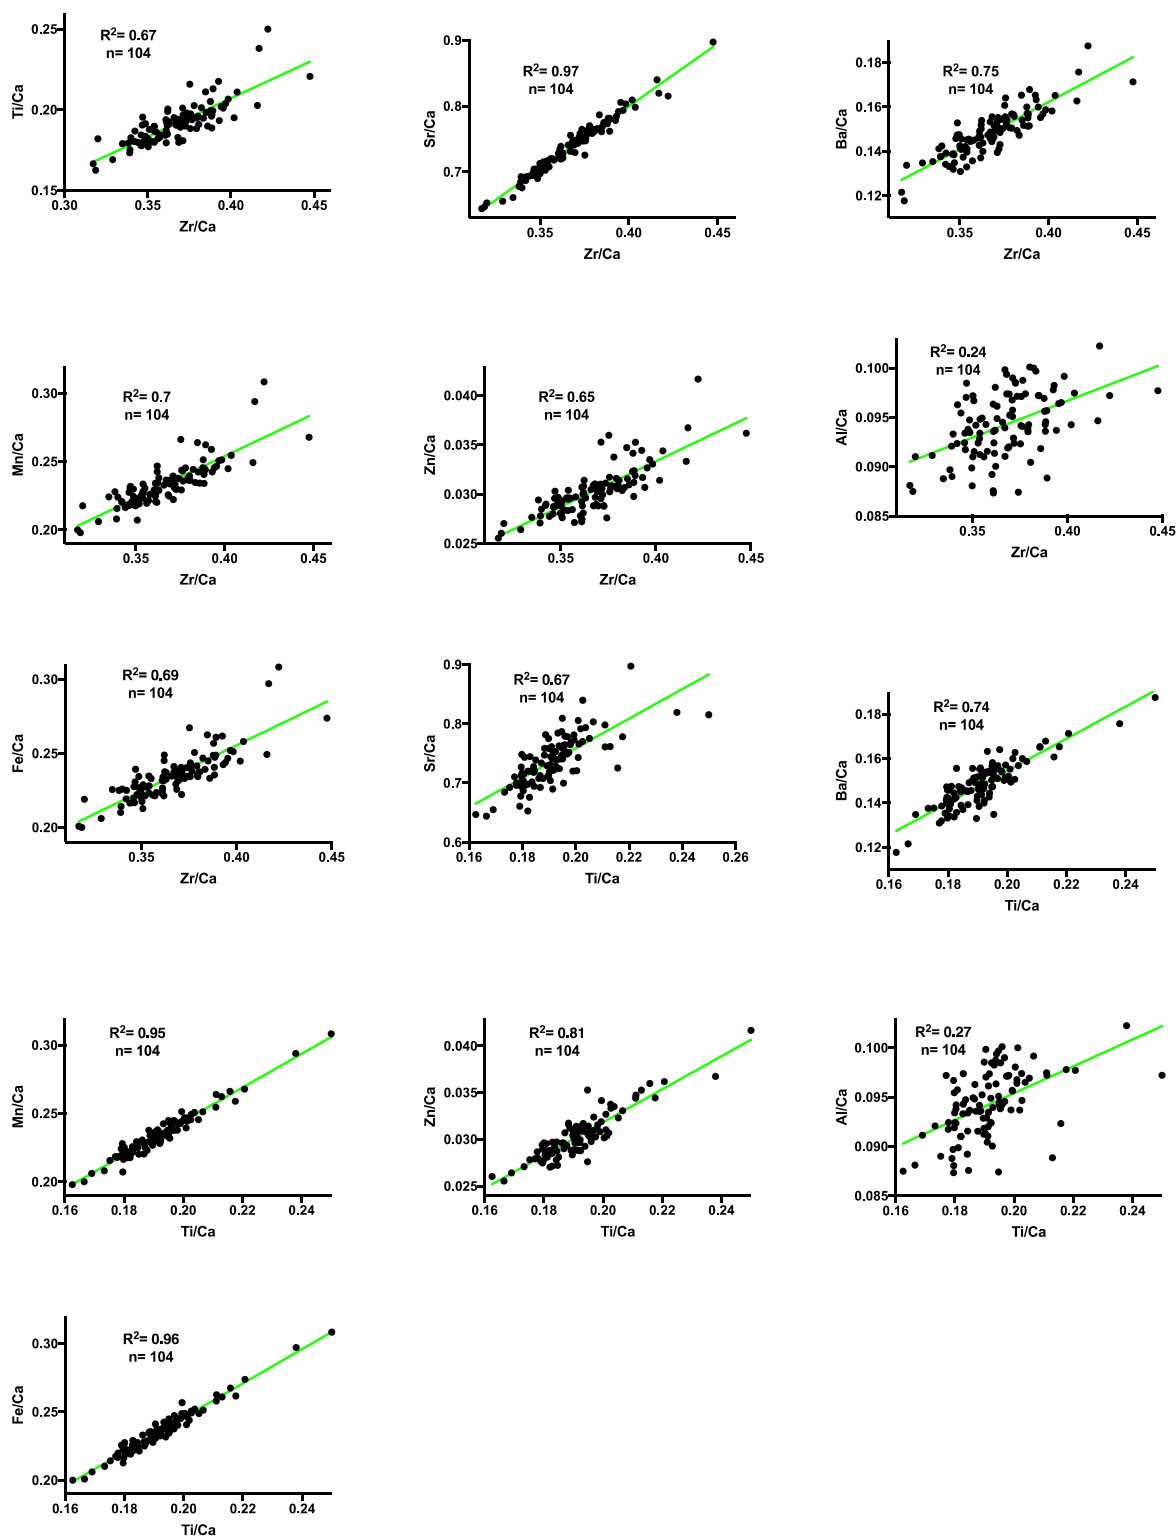 R²= 0.67
n= 104
0.25
0.20
0.15
0.30
0.35
0.40
0.45
Ti/Ca
Zr/Ca
R²= 0.97
n= 104
0.9
0.8
0.7
0.35
0.40
0.45
Sr/Ca
Zr/Ca
R²= 0.75
n= 104
0.18
0.16
0.14
0.12
0.35
0.40
0.45
Ba/Ca
Zr/Ca
R²= 0.7
n= 104
0.30
0.25
0.20
0.35
0.40
0.45
Mn/Ca
Zr/Ca
R²= 0.65
n= 104
0.040
0.035
0.030
0.025
0.35
0.40
0.45
Zn/Ca
Zr/Ca
R²= 0.24
n= 104
0.100
0.095
0.090
0.085
0.35
0.40
0.45
Al/Ca
Zr/Ca
R²= 0.69
n= 104
0.30
0.25
0.20
0.35
0.40
0.45
Fe/Ca
Zr/Ca
R²= 0.67
n= 104
0.9
0.8
0.7
0.6
0.16
0.18
0.20
0.22
0.24
0.26
Sr/Ca
Ti/Ca
R²= 0.74
n= 104
0.18
0.16
0.14
0.12
0.16
0.18
0.20
0.22
0.24
Ba/Ca
Ti/Ca
R²= 0.95
n= 104
0.30
0.25
0.20
0.16
0.18
0.20
0.22
0.24
Mn/Ca
Ti/Ca
R²= 0.81
n= 104
0.040
0.035
0.030
0.025
0.16
0.18
0.20
0.22
0.24
Zn/Ca
Ti/Ca
R²= 0.27
n= 104
0.100
0.095
0.090
0.085
0.16
0.18
0.20
0.22
0.24
Al/Ca
Ti/Ca
R²= 0.96
n= 104
0.30
0.25
0.20
0.16
0.18
0.20
0.22
0.24
Fe/Ca
Ti/Ca